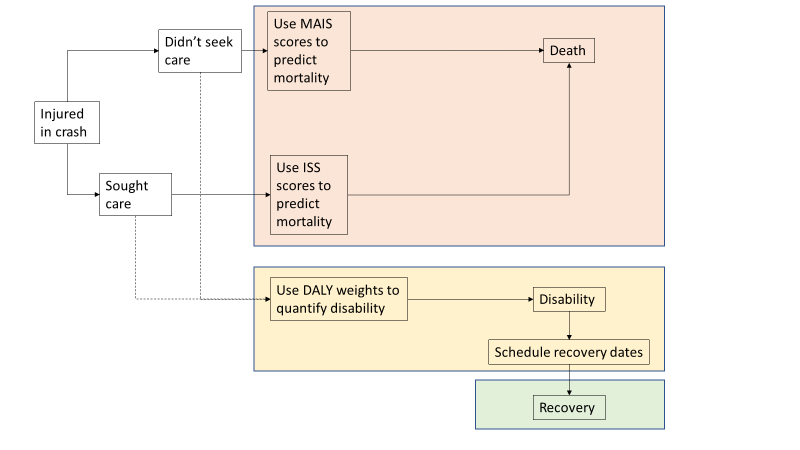 Injured
in crash
Didn't seek
care
Use MAIS
scores to
predict
mortality
Death
Sought
care
Use ISS
scores to
predict
mortality
Use DALY weights to
quantify disability
Disability
Schedule recovery dates
Recovery